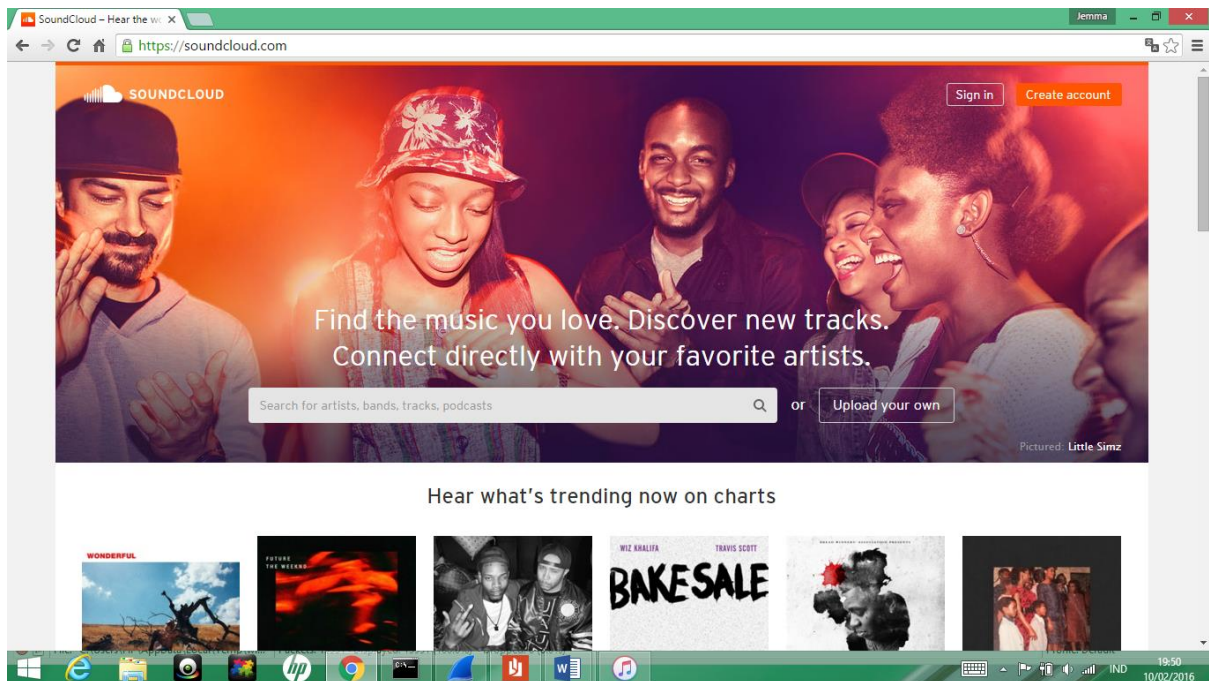 SoundCloud – Hear the wo
Jemma
https://soundcloud.com
SOUNDCLOUD
Sign in
Create account
Find the music you love. Discover new tracks.
Connect directly with your favorite artists.
Search for artists, bands, tracks, podcasts
or
Upload your own
Pictured: Little Simz
Hear what's trending now on charts
WONDERFUL
FUTURE
THE WEEKND
WIZ KHALIFA
TRAVIS SCOTT
BAKE SALE
hp
IND
19:50
10/02/2016